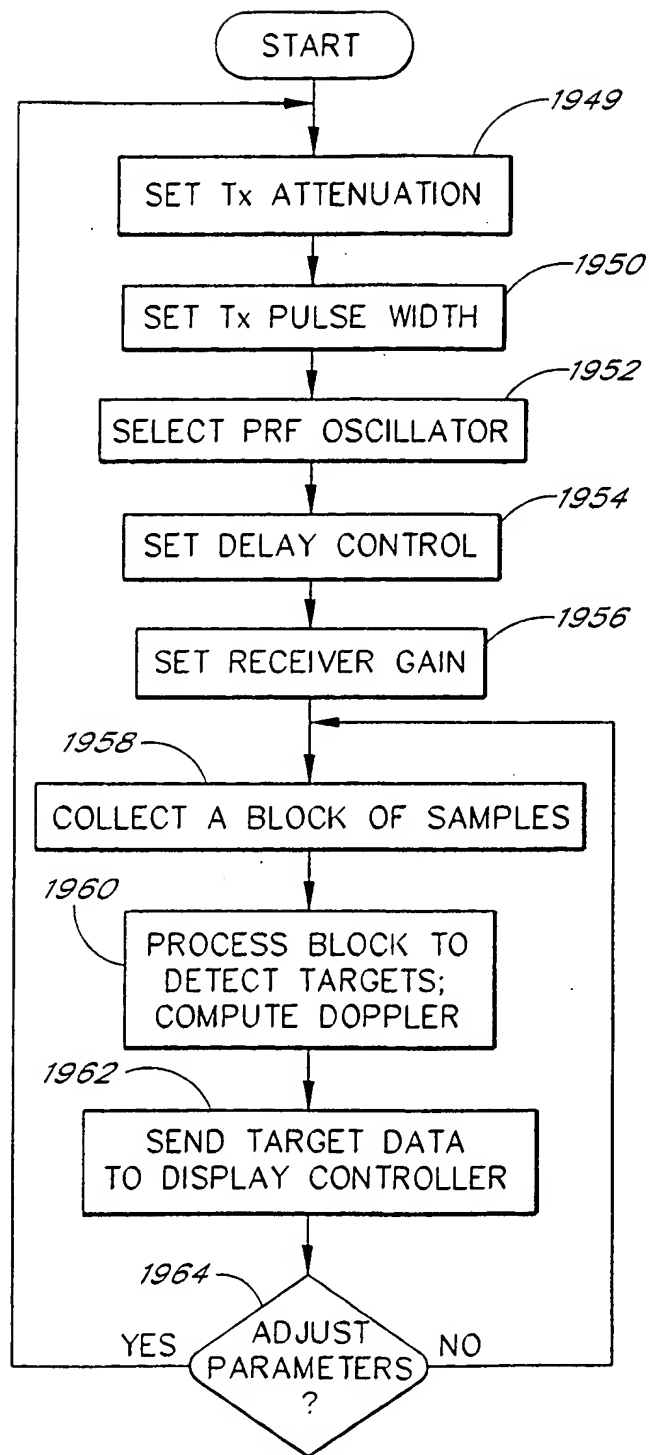 START
1949
SET Tx ATTENUATION
1950
SET Tx PULSE WIDTH
1952
SELECT PRF OSCILLATOR
1954
SET DELAY CONTROL
1956
SET RECEIVER GAIN
1958
COLLECT A BLOCK OF SAMPLES
1960
PROCESS BLOCK TO
DETECT TARGETS;
COMPUTE DOPPLER
1962
SEND TARGET DATA
TO DISPLAY CONTROLLER
1964
YES
ADJUST
PARAMETERS
?
NO